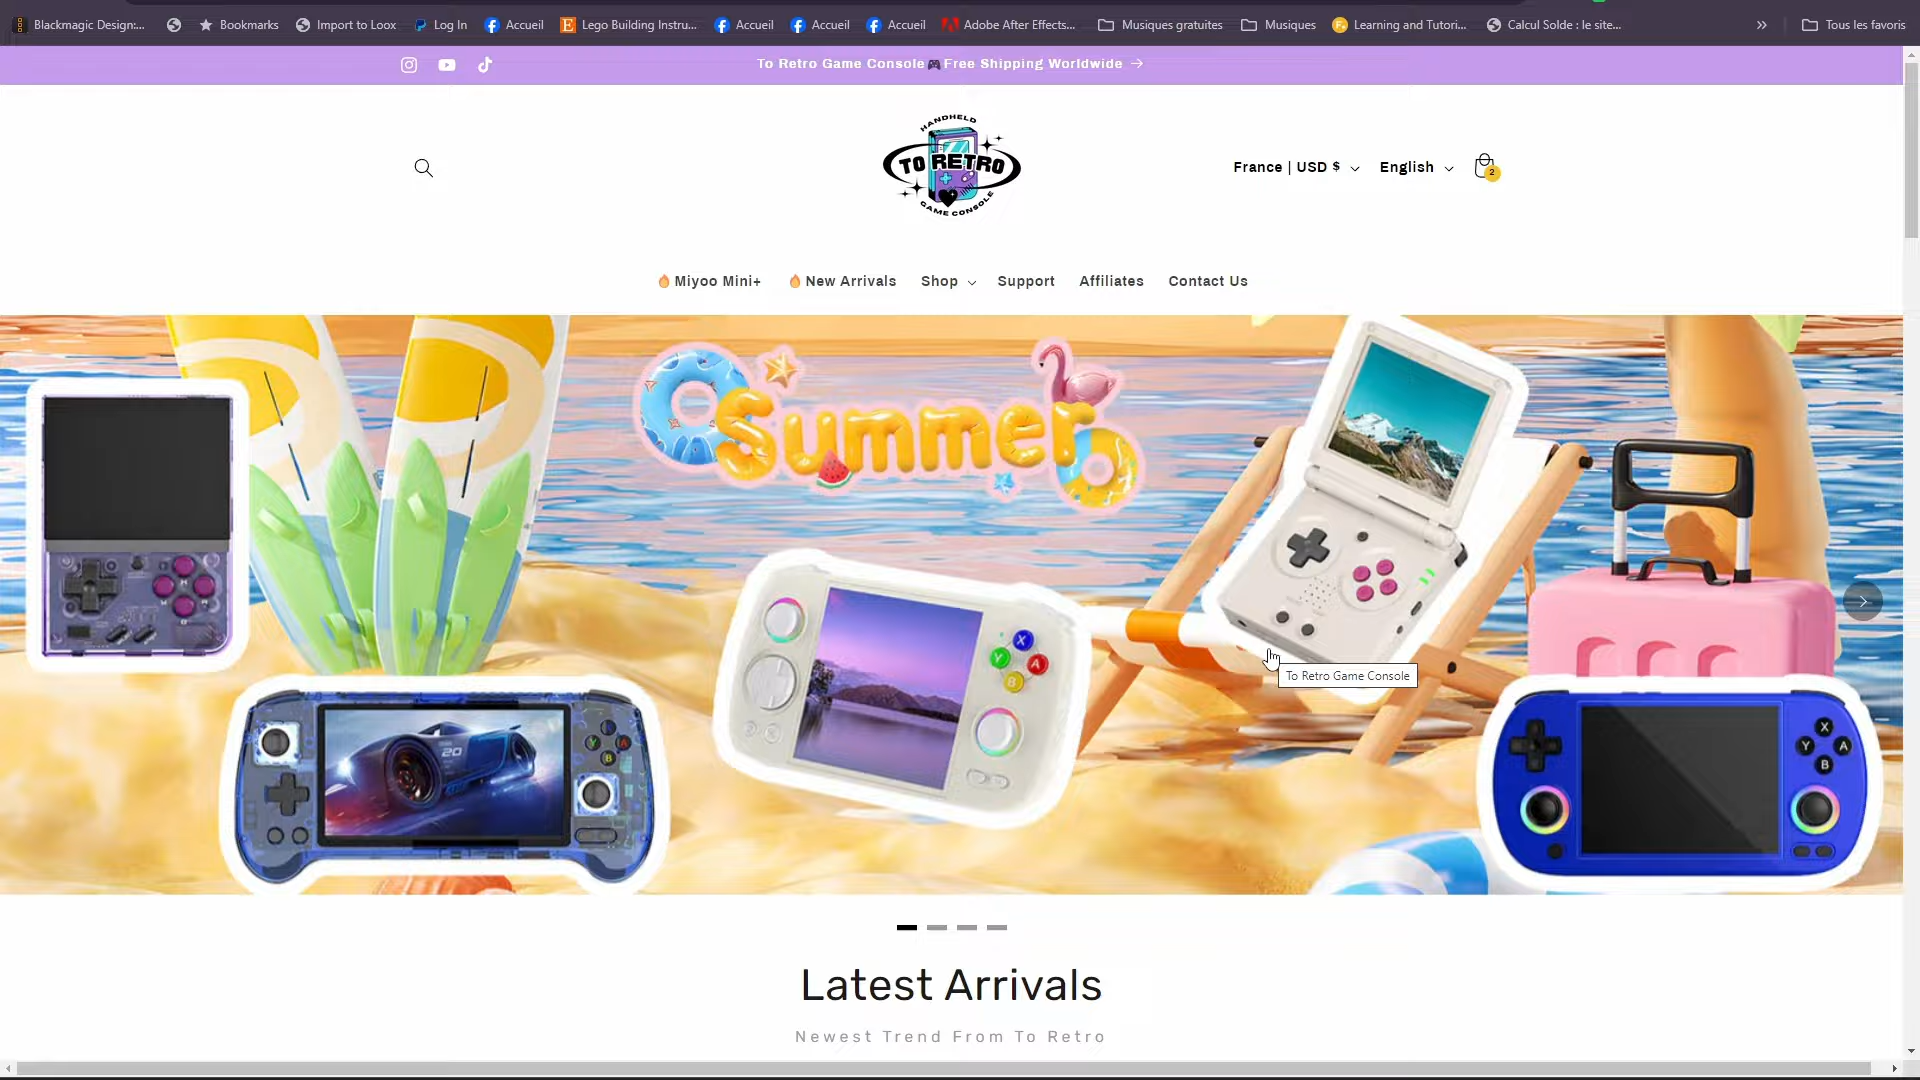 Blackmagic Design:... Bookmarks Import to Loox Log In Accueil Lego Building Instru... Accueil Accueil Accueil Adobe After Effects... Musiques gratuites Musiques Learning and Tutori... Calcul Solde : le site... » Tous les favoris
To Retro Game Console🎮Free Shipping Worldwide →
HANDHELD
TO RETRO
GAME CONSOLE
France | USD $ English 2
🔥Miyoo Mini+ 🔥New Arrivals Shop Support Affiliates Contact Us
Summer
X
Y A
B
Y A
B
20
X
Y R
B
To Retro Game Console
Latest Arrivals
Newest Trend From To Retro